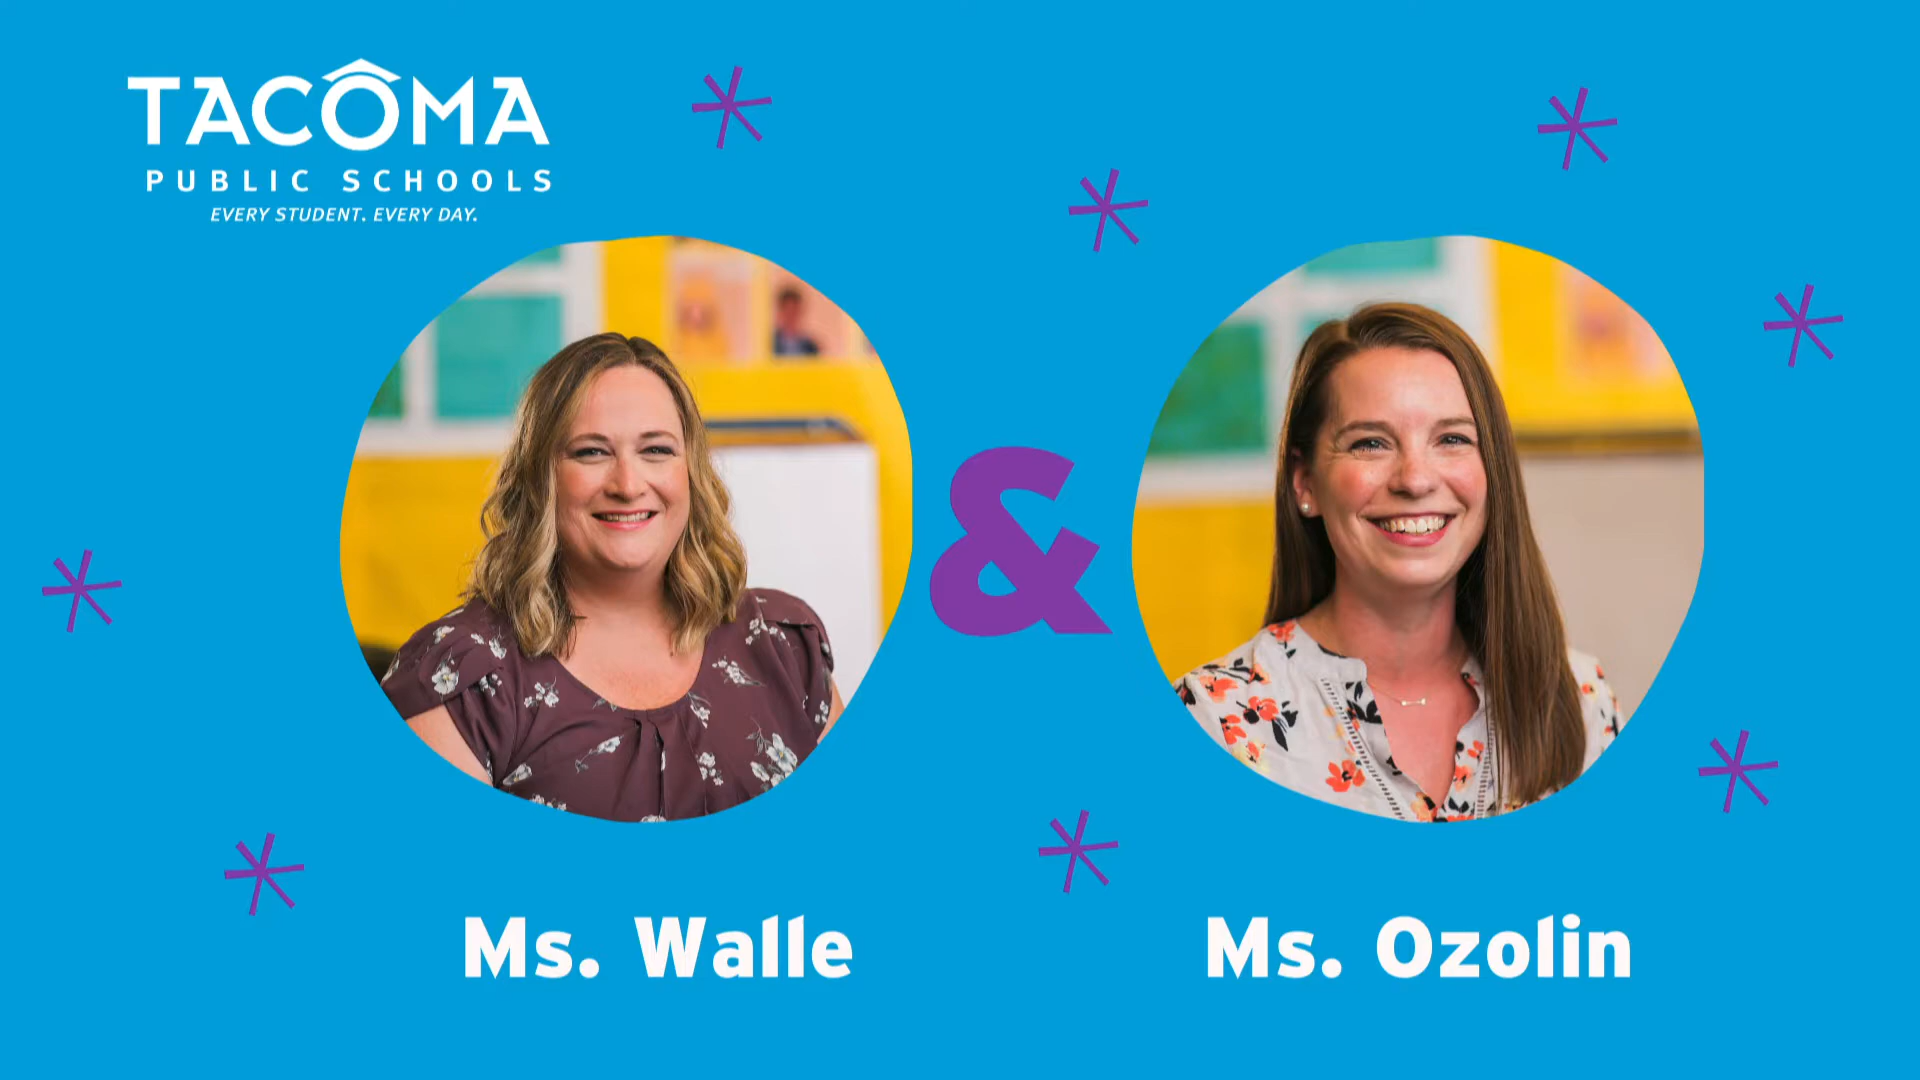 TACOMA
PUBLIC SCHOOLS
EVERY STUDENT. EVERY DAY.
&
Ms. Walle
Ms. Ozolin